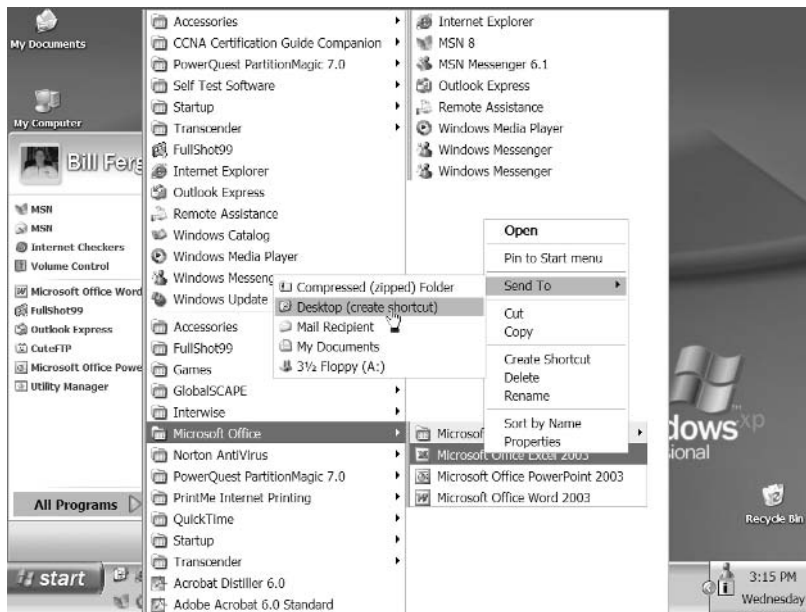 My Documents
My Computer
Bill Ferg
MSN
MSN
Internet Checkers
Volume Control
Microsoft Office Word
FullShot99
Outlook Express
CuteFTP
Microsoft Office Powe
Utility Manager
All Programs
start
Accessories
CCNA Certification Guide Companion
PowerQuest PartitionMagic 7.0
Self Test Software
Startup
Transcender
FullShot99
Internet Explorer
Outlook Express
Remote Assistance
Windows Catalog
Windows Media Player
Windows Messeng
Windows Update
Accessories
FullShot99
Games
GlobalSCAPE
Interwise
Microsoft Office
Norton AntiVirus
PowerQuest PartitionMagic 7.0
PrintMe Internet Printing
QuickTime
Startup
Transcender
Acrobat Distiller 6.0
Adobe Acrobat 6.0 Standard
Internet Explorer
MSN 8
MSN Messenger 6.1
Outlook Express
Remote Assistance
Windows Media Player
Windows Messenger
Windows Messenger
Compressed (zipped) Folder
Desktop (create shortcut)
Mail Recipient
My Documents
3½ Floppy (A:)
Open
Pin to Start menu
Send To
Cut
Copy
Create Shortcut
Delete
Rename
Sort by Name
Properties
Microsof
Microsoft Office Excel 2003
Microsoft Office PowerPoint 2003
Microsoft Office Word 2003
dows xp
sional
Recycle Bin
3:15 PM
Wednesday